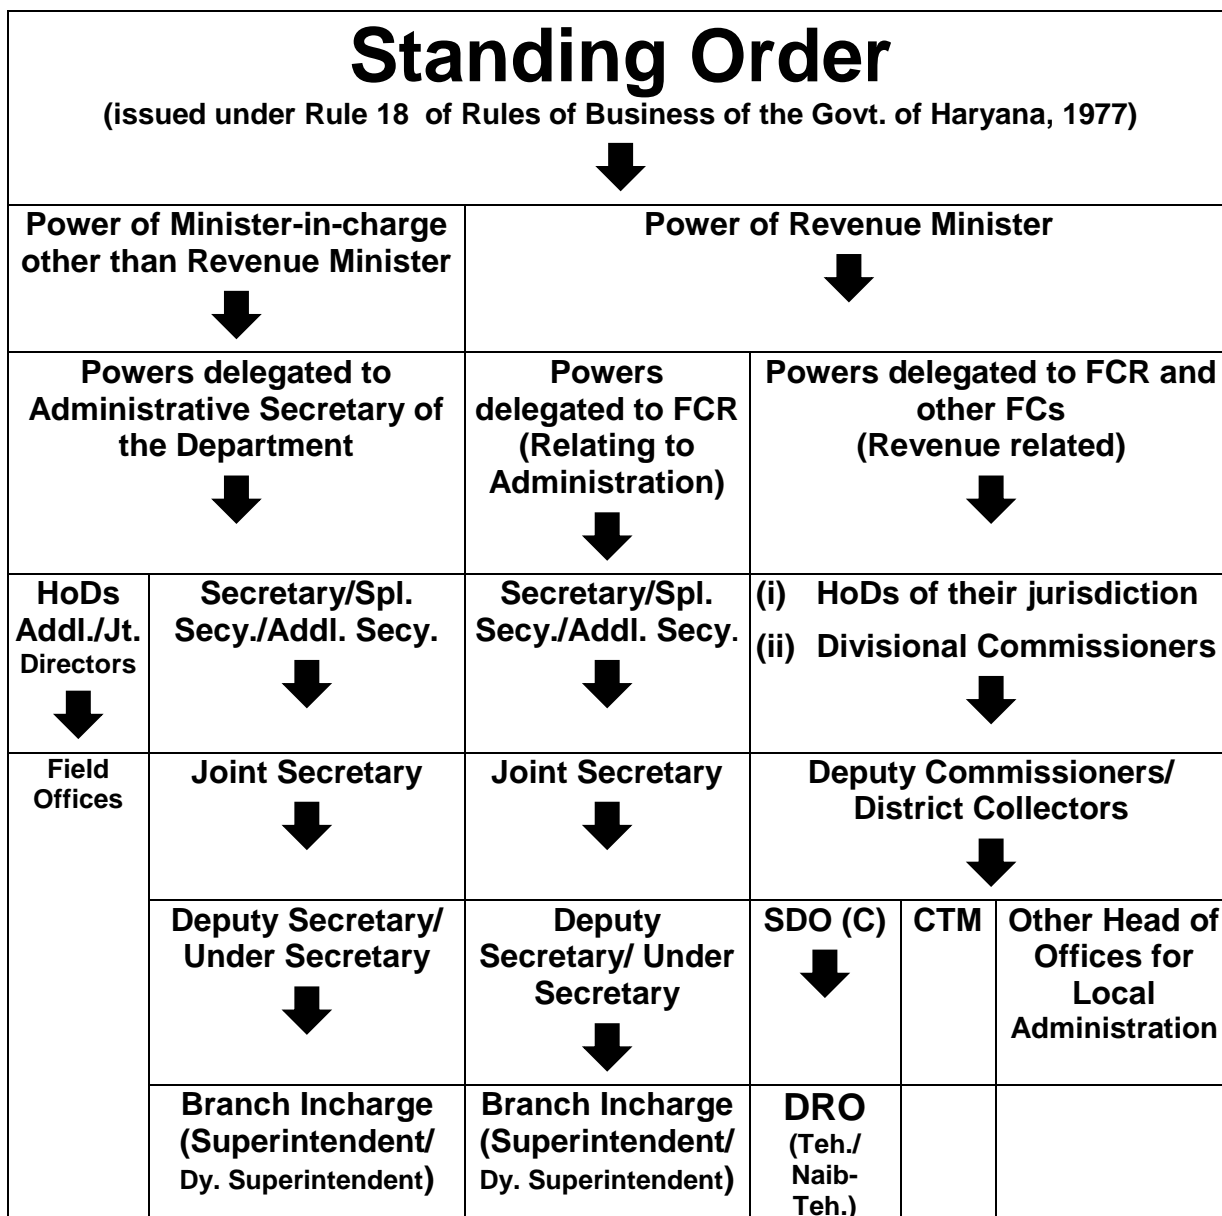 Standing Order
(issued under Rule 18 of Rules of Business of the Govt. of Haryana, 1977)
Power of Minister-in-charge
other than Revenue Minister
Power of Revenue Minister
Powers delegated to
Administrative Secretary of
the Department
Powers
delegated to FCR
(Relating to
Administration)
Powers delegated to FCR and
other FCs
(Revenue related)
HoDs
Addl./Jt.
Directors
Secretary/Spl.
Secy./Addl. Secy.
Secretary/Spl.
Secy./Addl. Secy.
(i) HoDs of their jurisdiction
(ii) Divisional Commissioners
Field
Offices
Joint Secretary
Joint Secretary
Deputy Commissioners/
District Collectors
Deputy Secretary/
Under Secretary
Deputy
Secretary/ Under
Secretary
SDO (C)
CTM
Other Head of
Offices for
Local
Administration
Branch Incharge
(Superintendent/
Dy. Superintendent)
Branch Incharge
(Superintendent/
Dy. Superintendent)
DRO
(Teh./
Naib-
Teh.)